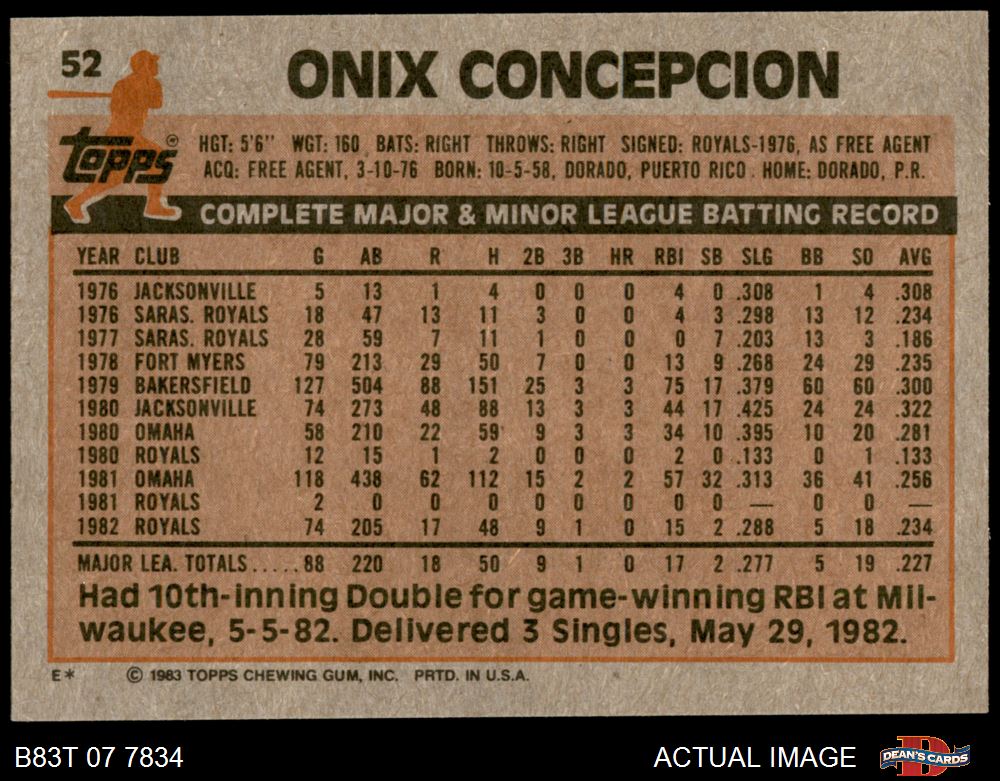 52 ONIX CONCEPCION
topps ®
HGT: 5'6" WGT: 160 BATS: RIGHT THROWS: RIGHT SIGNED: ROYALS-1976, AS FREE AGENT
ACQ: FREE AGENT, 3-10-76 BORN: 10-5-58, DORADO, PUERTO RICO. HOME: DORADO, P.R.
COMPLETE MAJOR & MINOR LEAGUE BATTING RECORD
YEAR CLUB G AB R H 2B 3B HR RBI SB SLG BB SO AVG
1976 JACKSONVILLE 5 13 1 4 0 0 0 4 0 .308 1 4 .308
1976 SARAS. ROYALS 18 47 13 11 3 0 0 4 3 .298 13 12 .234
1977 SARAS. ROYALS 28 59 7 11 1 0 0 0 7 .203 13 3 .186
1978 FORT MYERS 79 213 29 50 7 0 0 13 9 .268 24 29 .235
1979 BAKERSFIELD 127 504 88 151 25 3 3 75 17 .379 60 60 .300
1980 JACKSONVILLE 74 273 48 88 13 3 3 44 17 .425 24 24 .322
1980 OMAHA 58 210 22 59 9 3 3 34 10 .395 10 20 .281
1980 ROYALS 12 15 1 2 0 0 0 2 0 .133 0 1 .133
1981 OMAHA 118 438 62 112 15 2 2 57 32 .313 36 41 .256
1981 ROYALS 2 0 0 0 0 0 0 0 0 — 0 0 —
1982 ROYALS 74 205 17 48 9 1 0 15 2 .288 5 18 .234
MAJOR LEA. TOTALS.....88 220 18 50 9 1 0 17 2 .277 5 19 .227
Had 10th-inning Double for game-winning RBI at Mil-
waukee, 5-5-82. Delivered 3 Singles, May 29, 1982.
E* © 1983 TOPPS CHEWING GUM, INC. PRTD. IN U.S.A.
B83T 07 7834 ACTUAL IMAGE DEAN'S CARDS